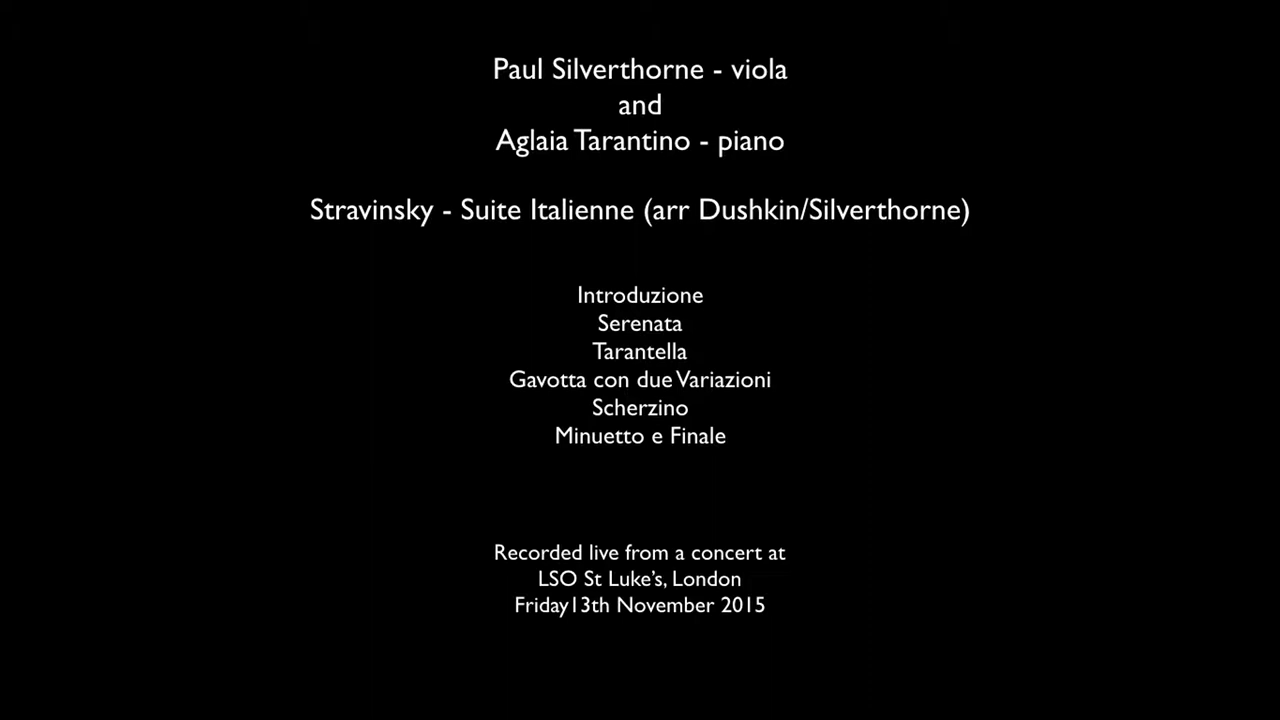 Paul Silverthorne - viola
and
Aglaia Tarantino - piano
Stravinsky - Suite Italienne (arr Dushkin/Silverthorne)
Introduzione
Serenata
Tarantella
Gavotta con due Variazioni
Scherzino
Minuetto e Finale
Recorded live from a concert at
LSO St Luke's, London
Friday13th November 2015